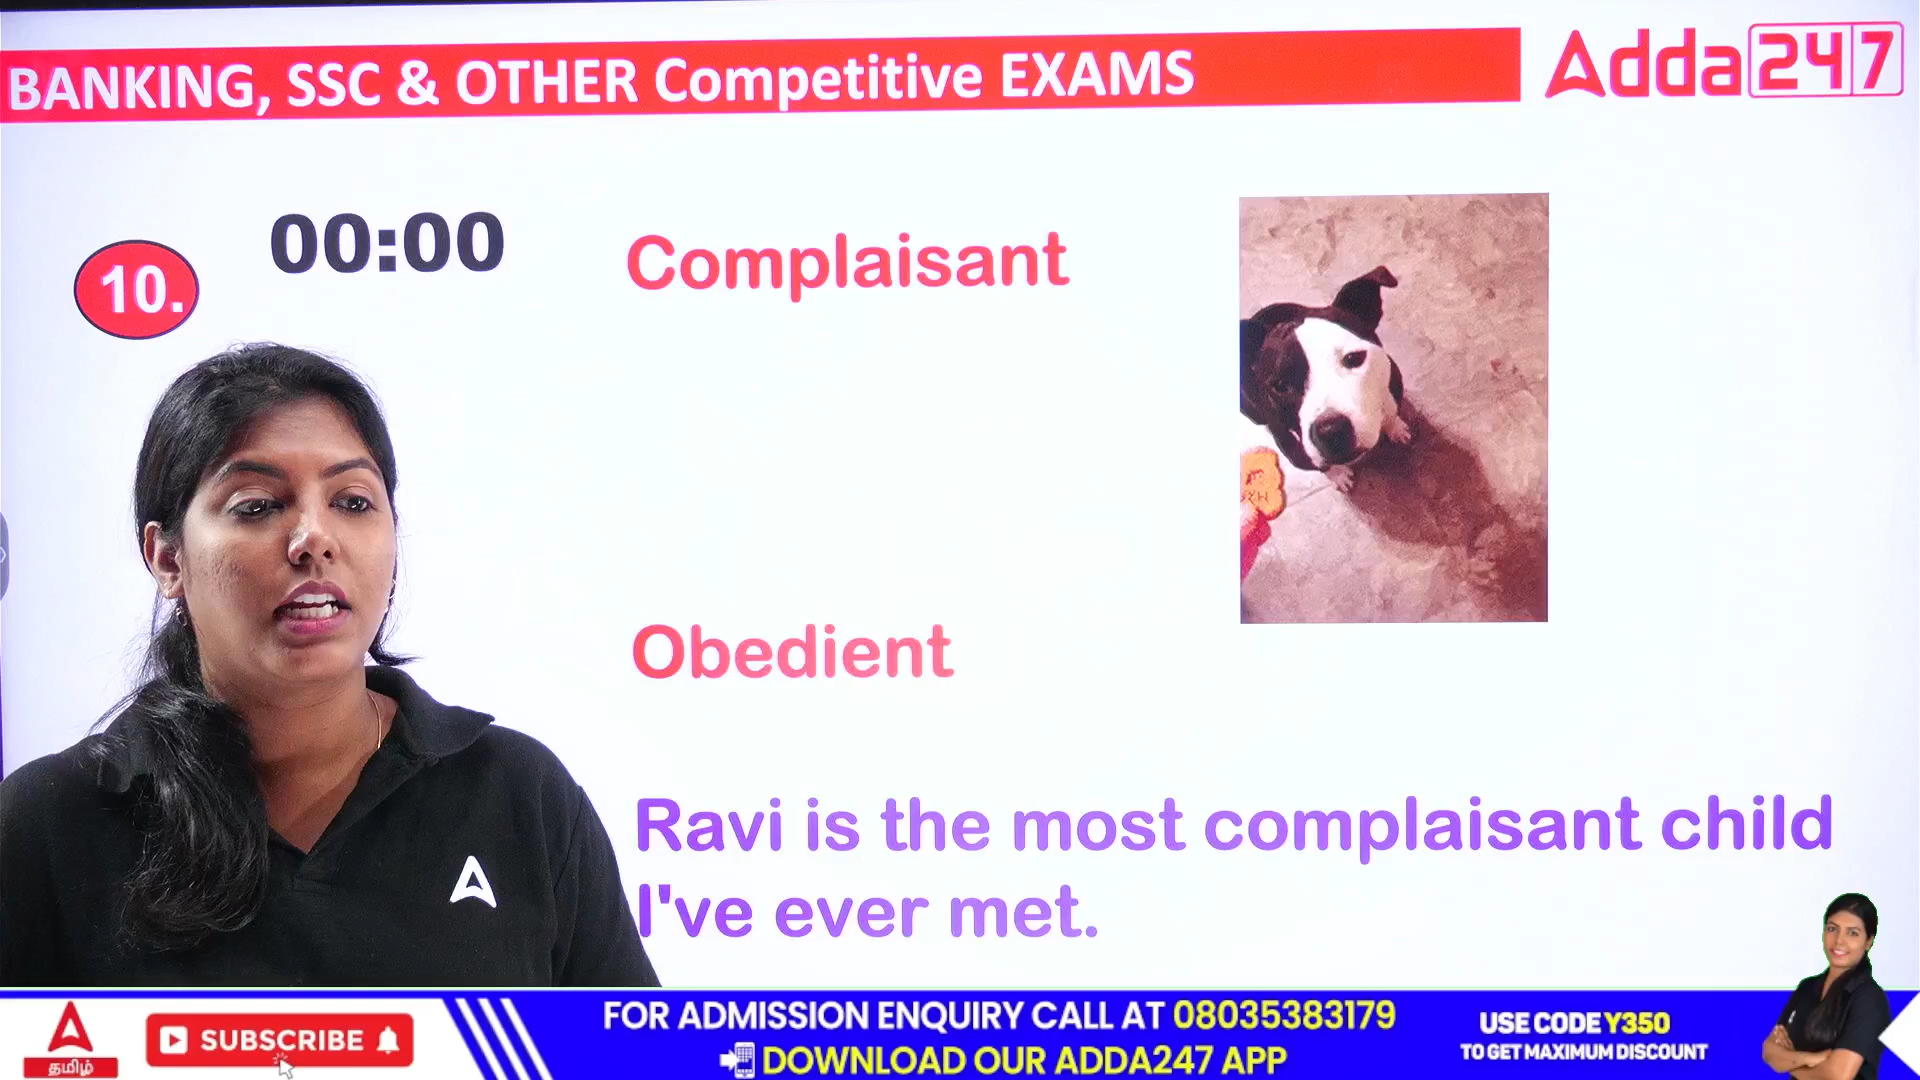 BANKING, SSC & OTHER Competitive EXAMS
Adda247
10.
00:00
Complaisant
Obedient
Ravi is the most complaisant child
I've ever met.
தமிழ்
SUBSCRIBE
FOR ADMISSION ENQUIRY CALL AT 08035383179
DOWNLOAD OUR ADDA247 APP
USE CODE Y350
TO GET MAXIMUM DISCOUNT